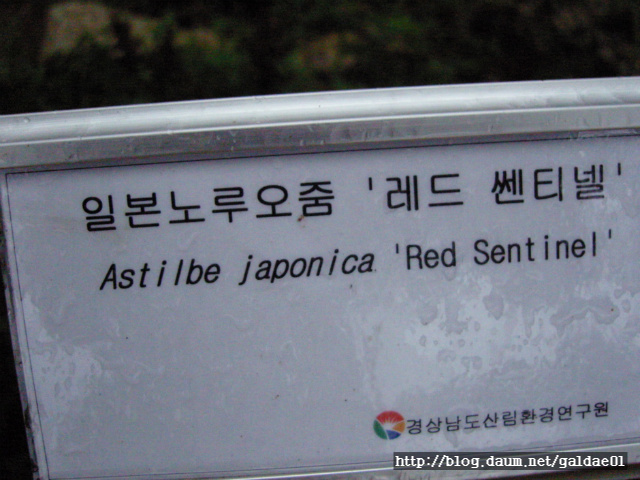 일본노루오줌 '레드 쎈티넬'
Astilbe japonica 'Red Sentinel'
경상남도산림환경연구원
http://blog.daum.net/galdae01